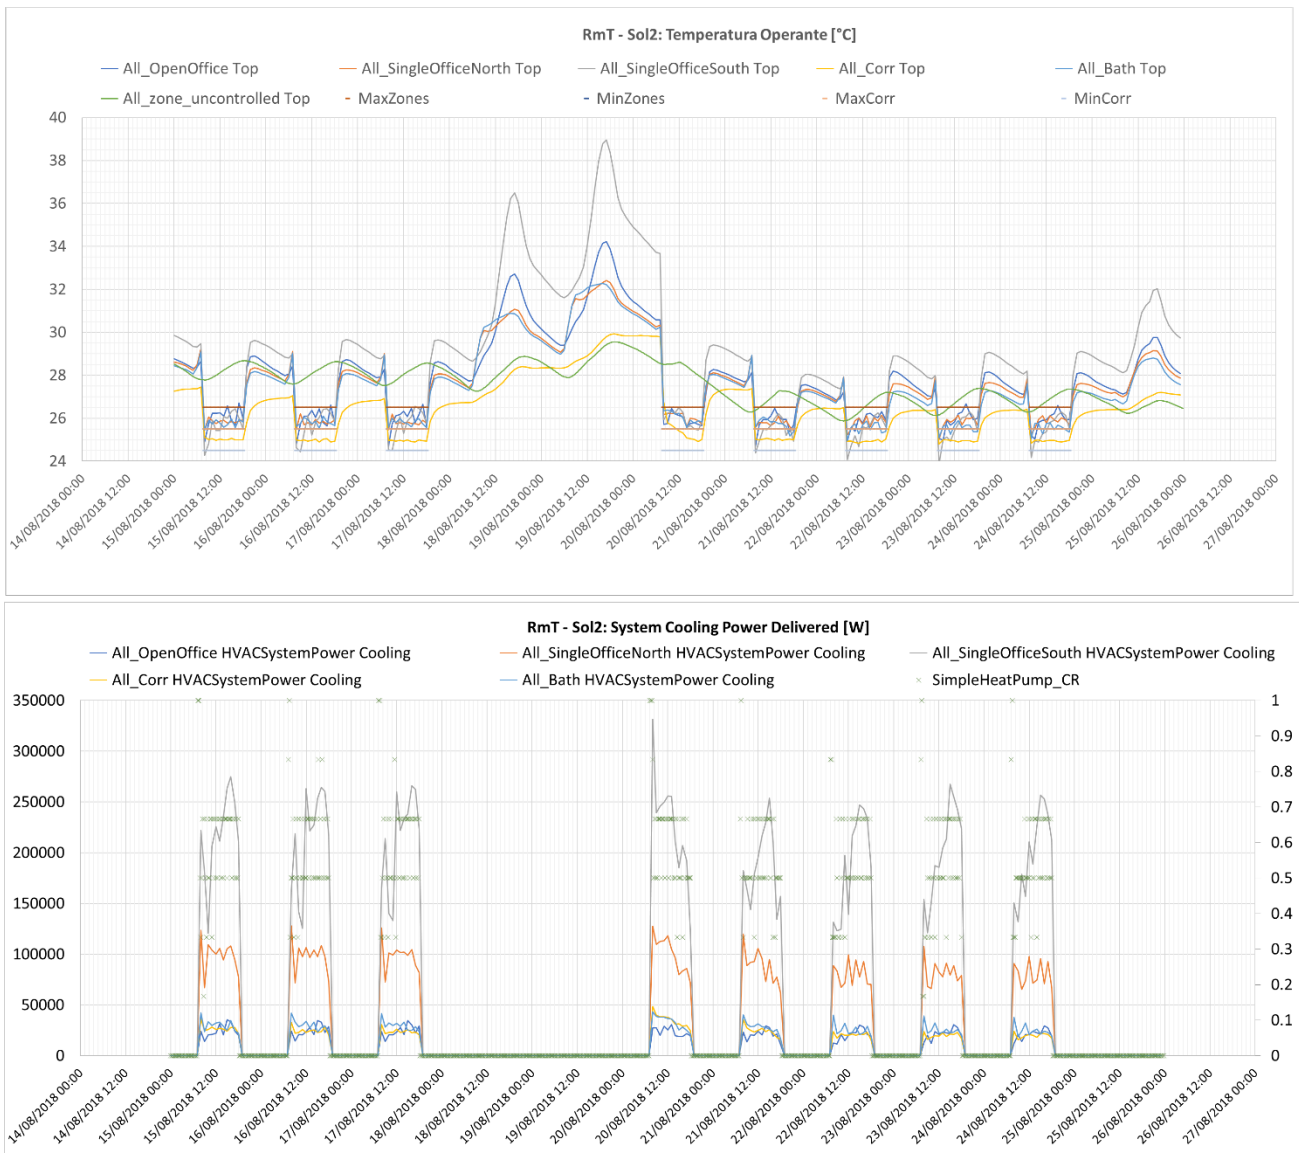 RmT - Sol2: Temperatura Operante [°C]
All_OpenOffice Top All_SingleOfficeNorth Top All_SingleOfficeSouth Top All_Corr Top All_Bath Top
All_zone_uncontrolled Top MaxZones MinZones MaxCorr MinCorr
40
38
36
34
32
30
28
26
24
14/08/2018 00:00 14/08/2018 12:00 15/08/2018 00:00 15/08/2018 12:00 16/08/2018 00:00 16/08/2018 12:00 17/08/2018 00:00 17/08/2018 12:00 18/08/2018 00:00 18/08/2018 12:00 19/08/2018 00:00 19/08/2018 12:00 20/08/2018 00:00 20/08/2018 12:00 21/08/2018 00:00 21/08/2018 12:00 22/08/2018 00:00 22/08/2018 12:00 23/08/2018 00:00 23/08/2018 12:00 24/08/2018 00:00 24/08/2018 12:00 25/08/2018 00:00 25/08/2018 12:00 26/08/2018 00:00 26/08/2018 12:00 27/08/2018 00:00
RmT - Sol2: System Cooling Power Delivered [W]
All_OpenOffice HVACSystemPower Cooling All_SingleOfficeNorth HVACSystemPower Cooling All_SingleOfficeSouth HVACSystemPower Cooling
All_Corr HVACSystemPower Cooling All_Bath HVACSystemPower Cooling SimpleHeatPump_CR
350000 1
300000 0.9
250000 0.8
200000 0.7
150000 0.6
100000 0.5
50000 0.4
0 0.3
0.2
0.1
0
14/08/2018 00:00 14/08/2018 12:00 15/08/2018 00:00 15/08/2018 12:00 16/08/2018 00:00 16/08/2018 12:00 17/08/2018 00:00 17/08/2018 12:00 18/08/2018 00:00 18/08/2018 12:00 19/08/2018 00:00 19/08/2018 12:00 20/08/2018 00:00 20/08/2018 12:00 21/08/2018 00:00 21/08/2018 12:00 22/08/2018 00:00 22/08/2018 12:00 23/08/2018 00:00 23/08/2018 12:00 24/08/2018 00:00 24/08/2018 12:00 25/08/2018 00:00 25/08/2018 12:00 26/08/2018 00:00 26/08/2018 12:00 27/08/2018 00:00